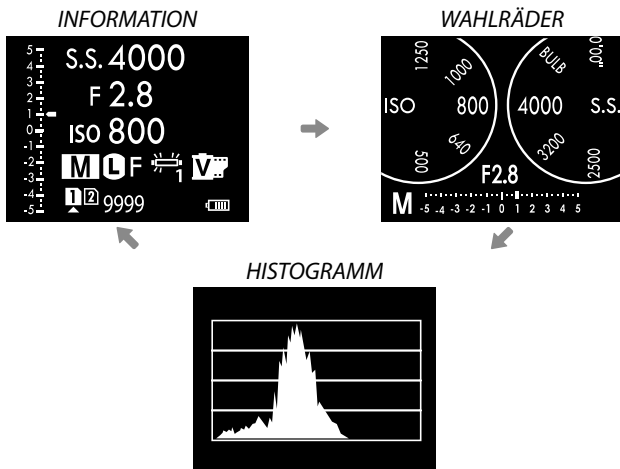 INFORMATION
5
4
3
2
1
0
-1
-2
-3
-4
-5
S.S. 4000
F 2.8
ISO 800
M L F 1 V
1 2 9999
WAHLRÄDER
1250
1000
ISO 800
640
500
BULB
60'00"
4000 S.S.
3200
2500
F2.8
M -5 -4 -3 -2 -1 0 1 2 3 4 5
HISTOGRAMM